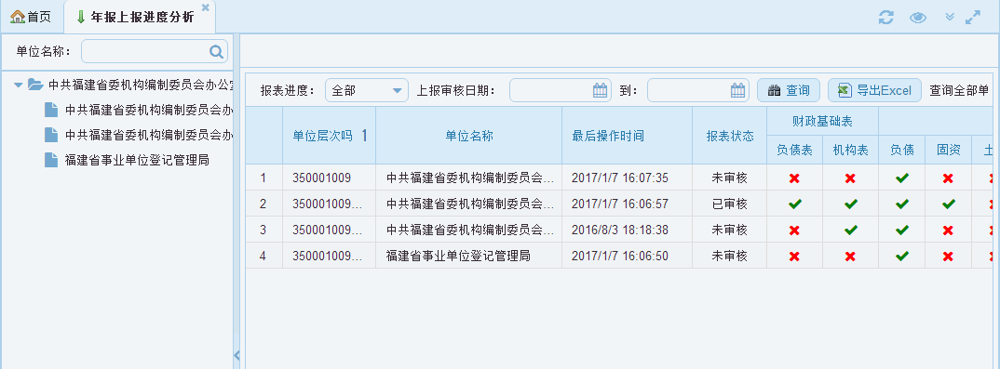 首页
年报上报进度分析
单位名称：
中共福建省委机构编制委员会办公室
中共福建省委机构编制委员会办
中共福建省委机构编制委员会办
福建省事业单位登记管理局
报表进度： 全部 上报审核日期： 到： 查询 导出Excel 查询全部单
财政基础表
单位层次吗 单位名称 最后操作时间 报表状态
负债表 机构表 负债 固资 土
1 350001009 中共福建省委机构编制委员会... 2017/1/7 16:07:35 未审核
2 350001009... 中共福建省委机构编制委员会... 2017/1/7 16:06:57 已审核
3 350001009... 中共福建省委机构编制委员会... 2016/8/3 18:18:38 未审核
4 350001009... 福建省事业单位登记管理局 2017/1/7 16:06:50 未审核